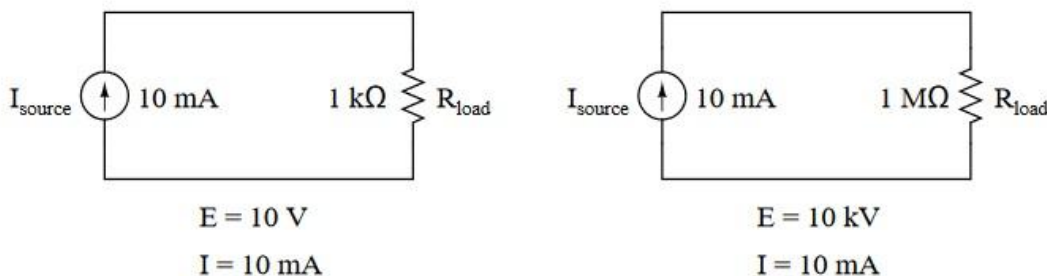 I_source 10 mA 1 kΩ R_load I_source 10 mA 1 MΩ R_load
E = 10 V E = 10 kV
I = 10 mA I = 10 mA